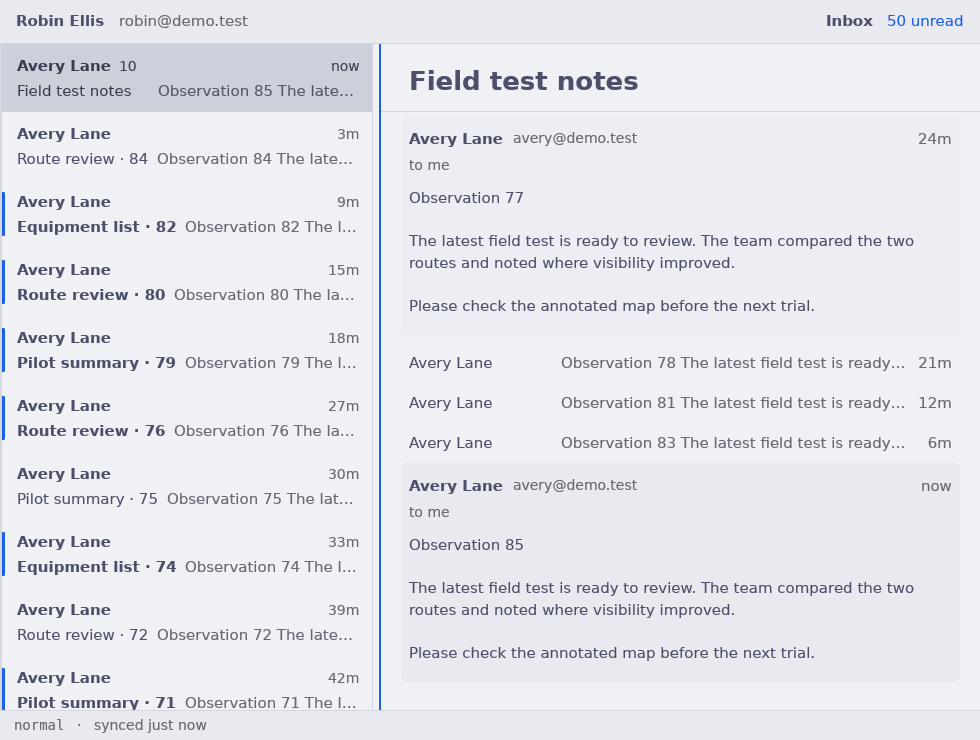 Robin Ellis robin@demo.test
Inbox 50 unread
Avery Lane 10 now
Field test notes Observation 85 The late…
Avery Lane 3m
Route review · 84 Observation 84 The late…
Avery Lane 9m
Equipment list · 82 Observation 82 The l…
Avery Lane 15m
Route review · 80 Observation 80 The la…
Avery Lane 18m
Pilot summary · 79 Observation 79 The l…
Avery Lane 27m
Route review · 76 Observation 76 The la…
Avery Lane 30m
Pilot summary · 75 Observation 75 The lat…
Avery Lane 33m
Equipment list · 74 Observation 74 The l…
Avery Lane 39m
Route review · 72 Observation 72 The late…
Avery Lane 42m
Pilot summary · 71 Observation 71 The l…
Field test notes
Avery Lane avery@demo.test 24m
to me
Observation 77
The latest field test is ready to review. The team compared the two
routes and noted where visibility improved.
Please check the annotated map before the next trial.
Avery Lane Observation 78 The latest field test is ready… 21m
Avery Lane Observation 81 The latest field test is ready… 12m
Avery Lane Observation 83 The latest field test is ready… 6m
Avery Lane avery@demo.test now
to me
Observation 85
The latest field test is ready to review. The team compared the two
routes and noted where visibility improved.
Please check the annotated map before the next trial.
normal · synced just now